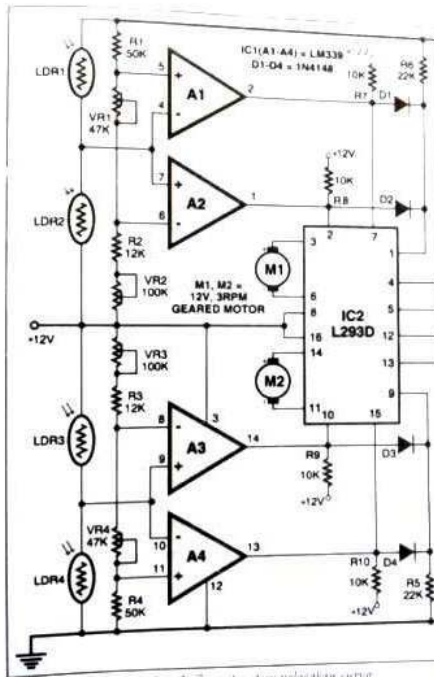 R1
50K
IC1(A1-A4) = LM339
D1-D4 = 1N4148
R6
22K
LDR1
5
+
A1
2
10K
R7
D1
4
-
VR1
47K
+12V
7
+
A2
1
10K
R8
D2
6
-
LDR2
R2
12K
3
2
7
1
M1
VR2
100K
M1, M2 =
12V, 3RPM
GEARED MOTOR
6
8
4
5
IC2
L293D
+12V
16
12
14
13
VR3
100K
M2
9
R3
12K
3
11
10
15
8
-
A3
14
LDR3
9
+
R9
10K
D3
+12V
VR4
47K
10
-
A4
13
D4
LDR4
11
+
12
R10
10K
R5
22K
R4
50K
+12V